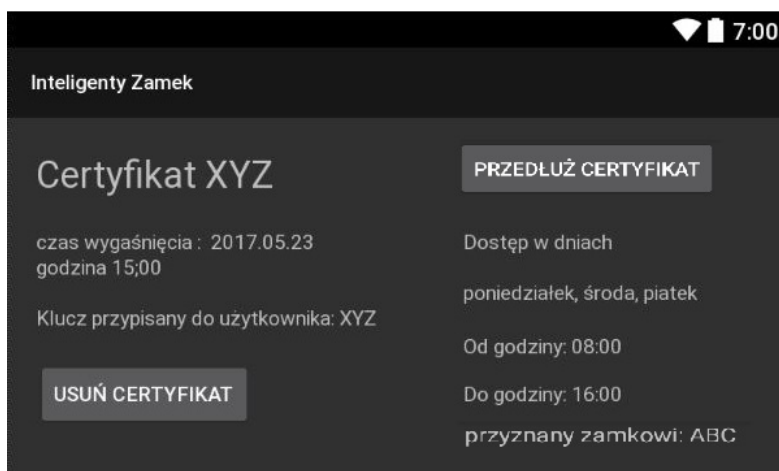 7:00
Inteligenty Zamek
Certyfikat XYZ
czas wygaśnięcia : 2017.05.23
godzina 15;00
Klucz przypisany do użytkownika: XYZ
USUŃ CERTYFIKAT
PRZEDŁUŻ CERTYFIKAT
Dostęp w dniach
poniedziałek, środa, piatek
Od godziny: 08:00
Do godziny: 16:00
przyznany zamkowi: ABC